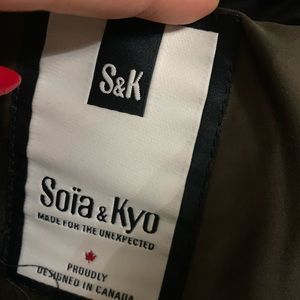 S&K
Soïa & Kyo
MADE FOR THE UNEXPECTED
PROUDLY
DESIGNED IN CANADA